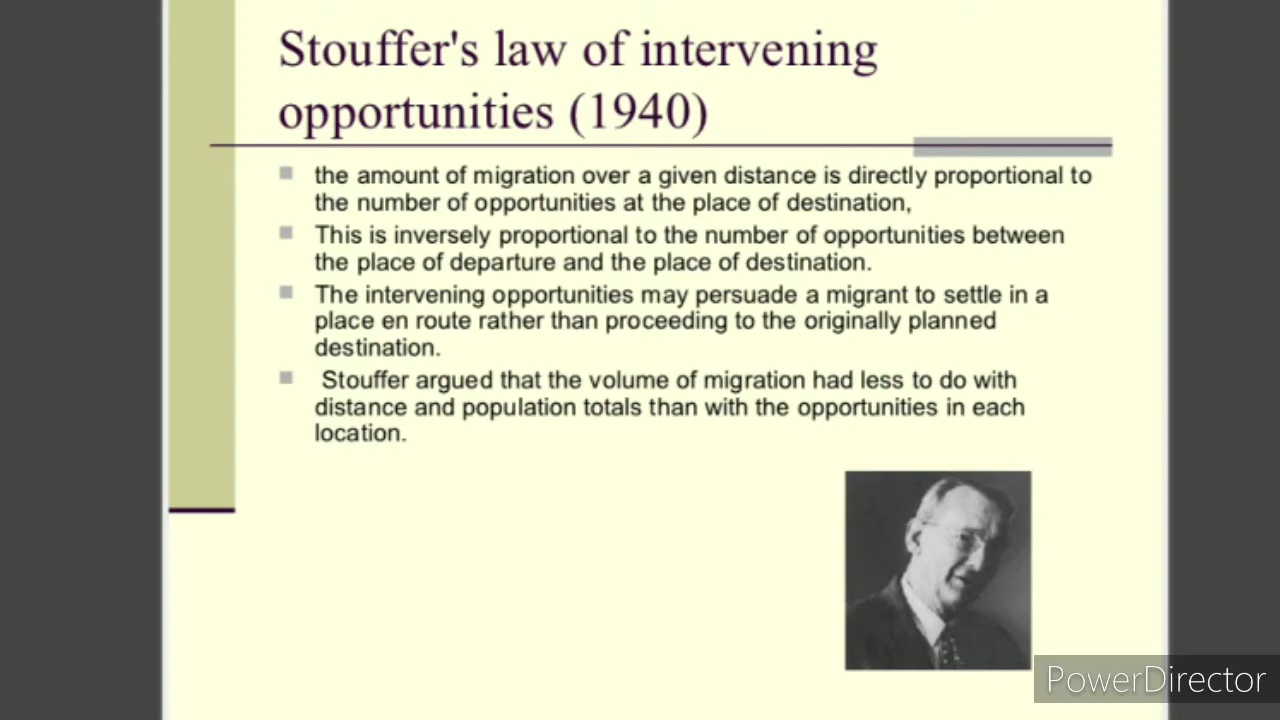 Stouffer's law of intervening
opportunities (1940)
the amount of migration over a given distance is directly proportional to
the number of opportunities at the place of destination,
This is inversely proportional to the number of opportunities between
the place of departure and the place of destination.
The intervening opportunities may persuade a migrant to settle in a
place en route rather than proceeding to the originally planned
destination.
Stouffer argued that the volume of migration had less to do with
distance and population totals than with the opportunities in each
location.
PowerDirector